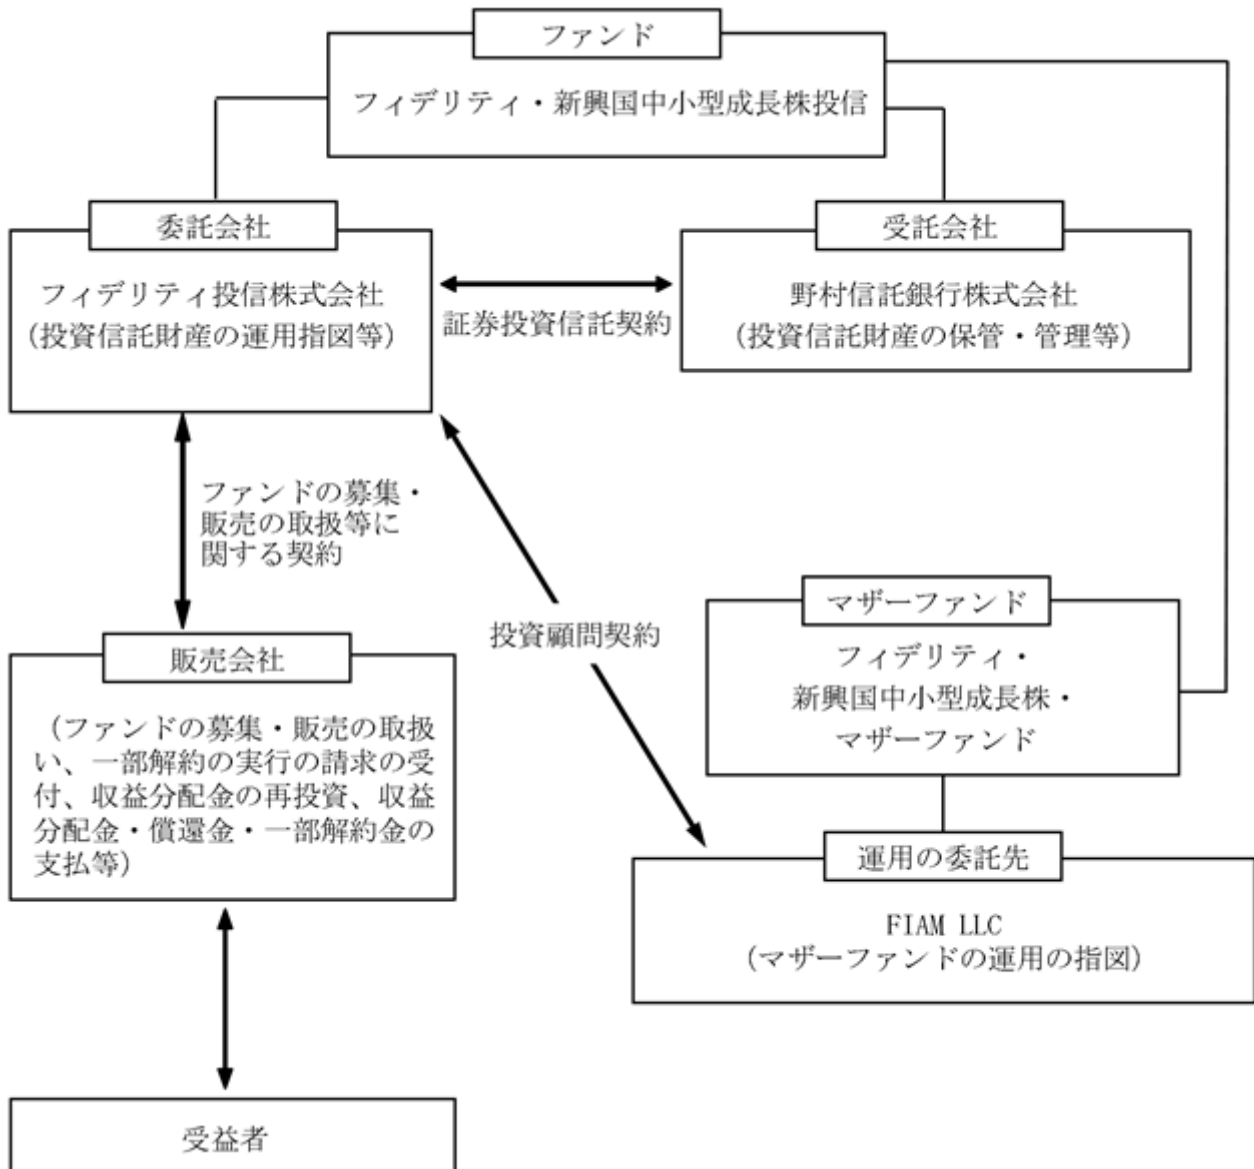 ファンド
フィデリティ・新興国中小型成長株投信
委託会社
フィデリティ投信株式会社
（投資信託財産の運用指図等）
証券投資信託契約
受託会社
野村信託銀行株式会社
（投資信託財産の保管・管理等）
ファンドの募集・
販売の取扱等に
関する契約
投資顧問契約
マザーファンド
フィデリティ・
新興国中小型成長株・
マザーファンド
販売会社
（ファンドの募集・販売の取扱
い、一部解約の実行の請求の受
付、収益分配金の再投資、収益
分配金・償還金・一部解約金の
支払等）
運用の委託先
FIAM LLC
（マザーファンドの運用の指図）
受益者